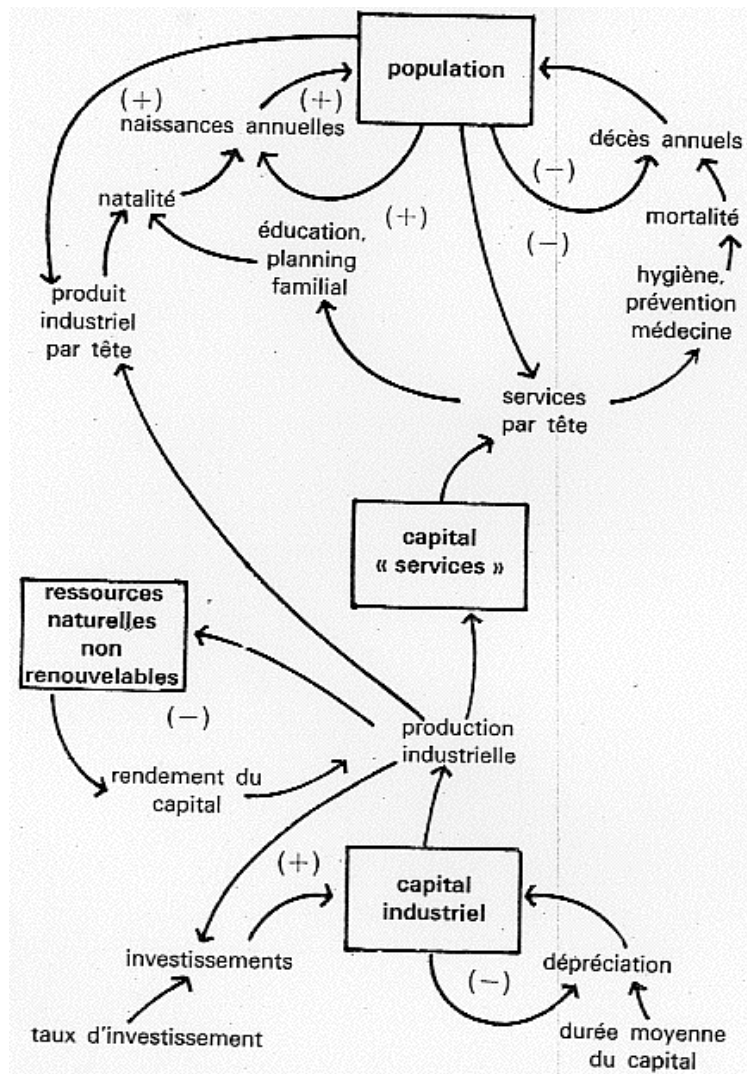 population
(+)
(+)
naissances annuelles
décès annuels
(−)
natalité
(+)
mortalité
éducation,
planning
familial
(−)
hygiène,
prévention
médecine
produit
industriel
par tête
services
par tête
capital
« services »
ressources
naturelles
non
renouvelables
(−)
production
industrielle
rendement du
capital
(+)
capital
industriel
investissements
(−)
dépréciation
taux d'investissement
durée moyenne
du capital